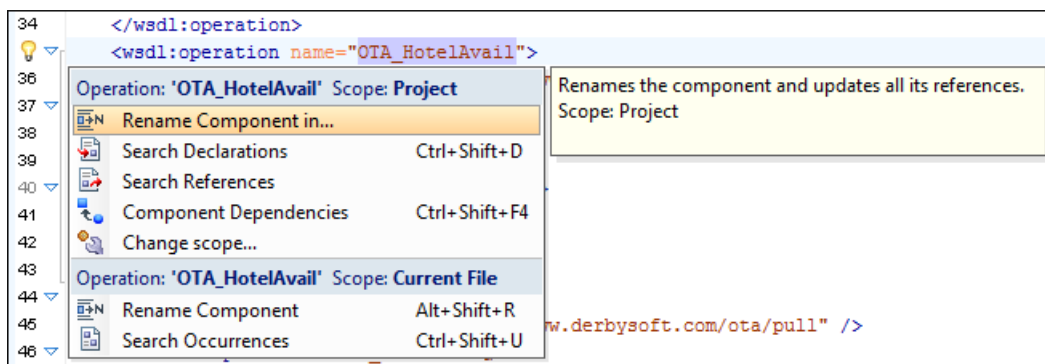 34 </wsdl:operation>
<wsdl:operation name="OTA_HotelAvail">
36
Operation: 'OTA_HotelAvail' Scope: Project
Renames the component and updates all its references.
Scope: Project
37
Rename Component in...
38
Search Declarations Ctrl+Shift+D
39
Search References
40
Component Dependencies Ctrl+Shift+F4
41
Change scope...
42
43
Operation: 'OTA_HotelAvail' Scope: Current File
44
Rename Component Alt+Shift+R
45 w.derbysoft.com/ota/pull" />
Search Occurrences Ctrl+Shift+U
46